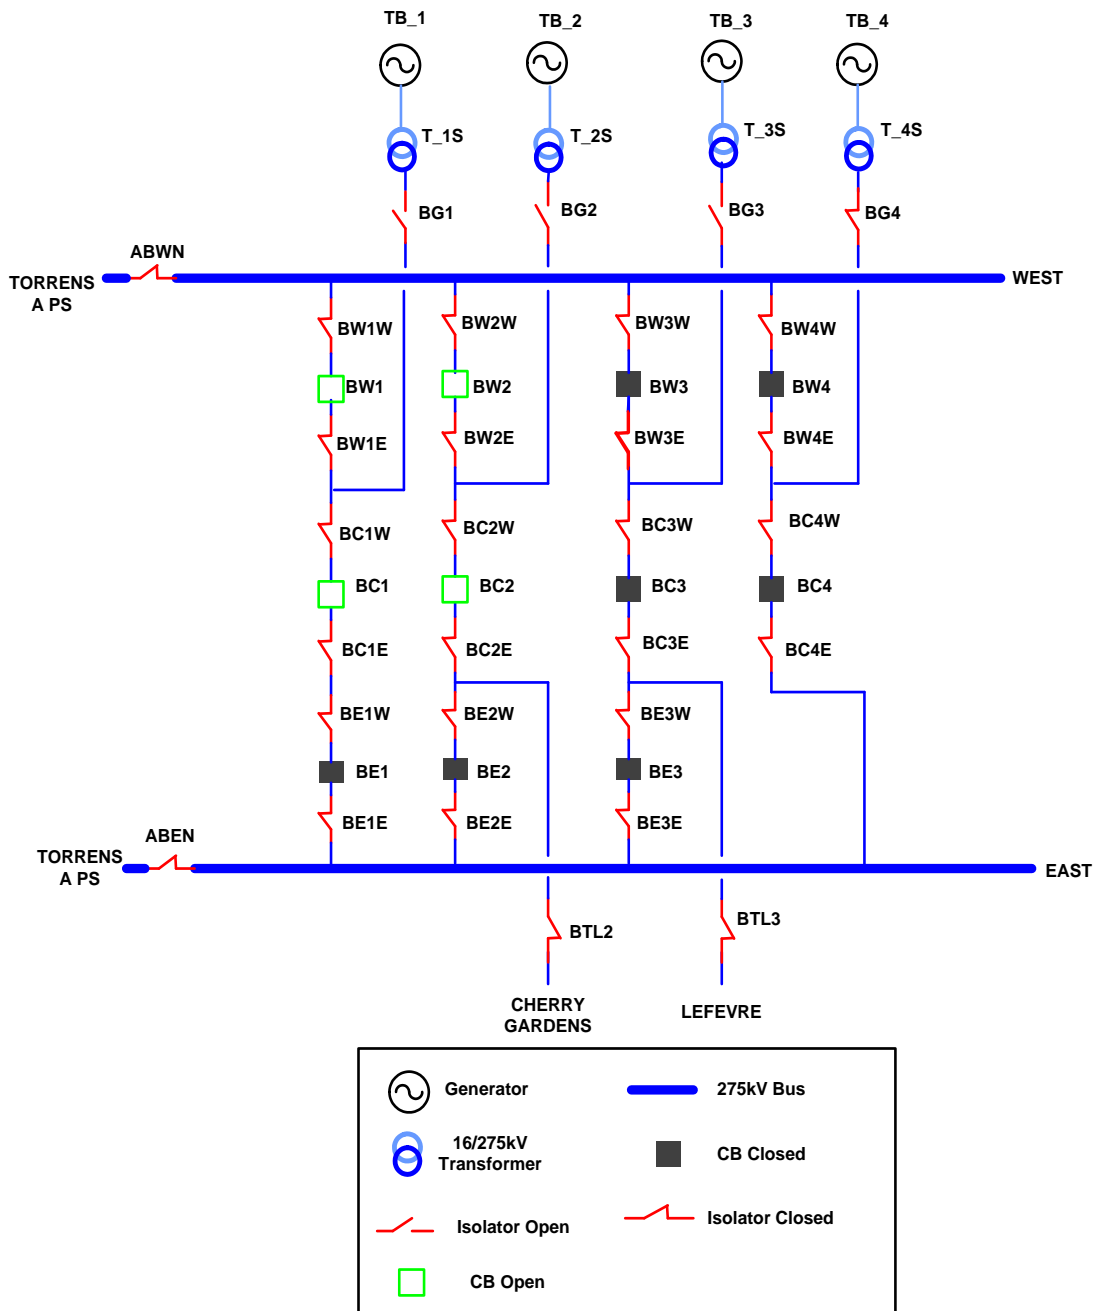 TB_1
TB_2
TB_3
TB_4
T_1S
T_2S
T_3S
T_4S
BG1
BG2
BG3
BG4
ABWN
TORRENS
A PS
WEST
BW1W
BW2W
BW3W
BW4W
BW1
BW2
BW3
BW4
BW1E
BW2E
BW3E
BW4E
BC1W
BC2W
BC3W
BC4W
BC1
BC2
BC3
BC4
BC1E
BC2E
BC3E
BC4E
BE1W
BE2W
BE3W
BE1
BE2
BE3
BE1E
BE2E
BE3E
ABEN
TORRENS
A PS
EAST
BTL2
BTL3
CHERRY
GARDENS
LEFEVRE
Generator
275kV Bus
16/275kV
Transformer
CB Closed
Isolator Open
Isolator Closed
CB Open